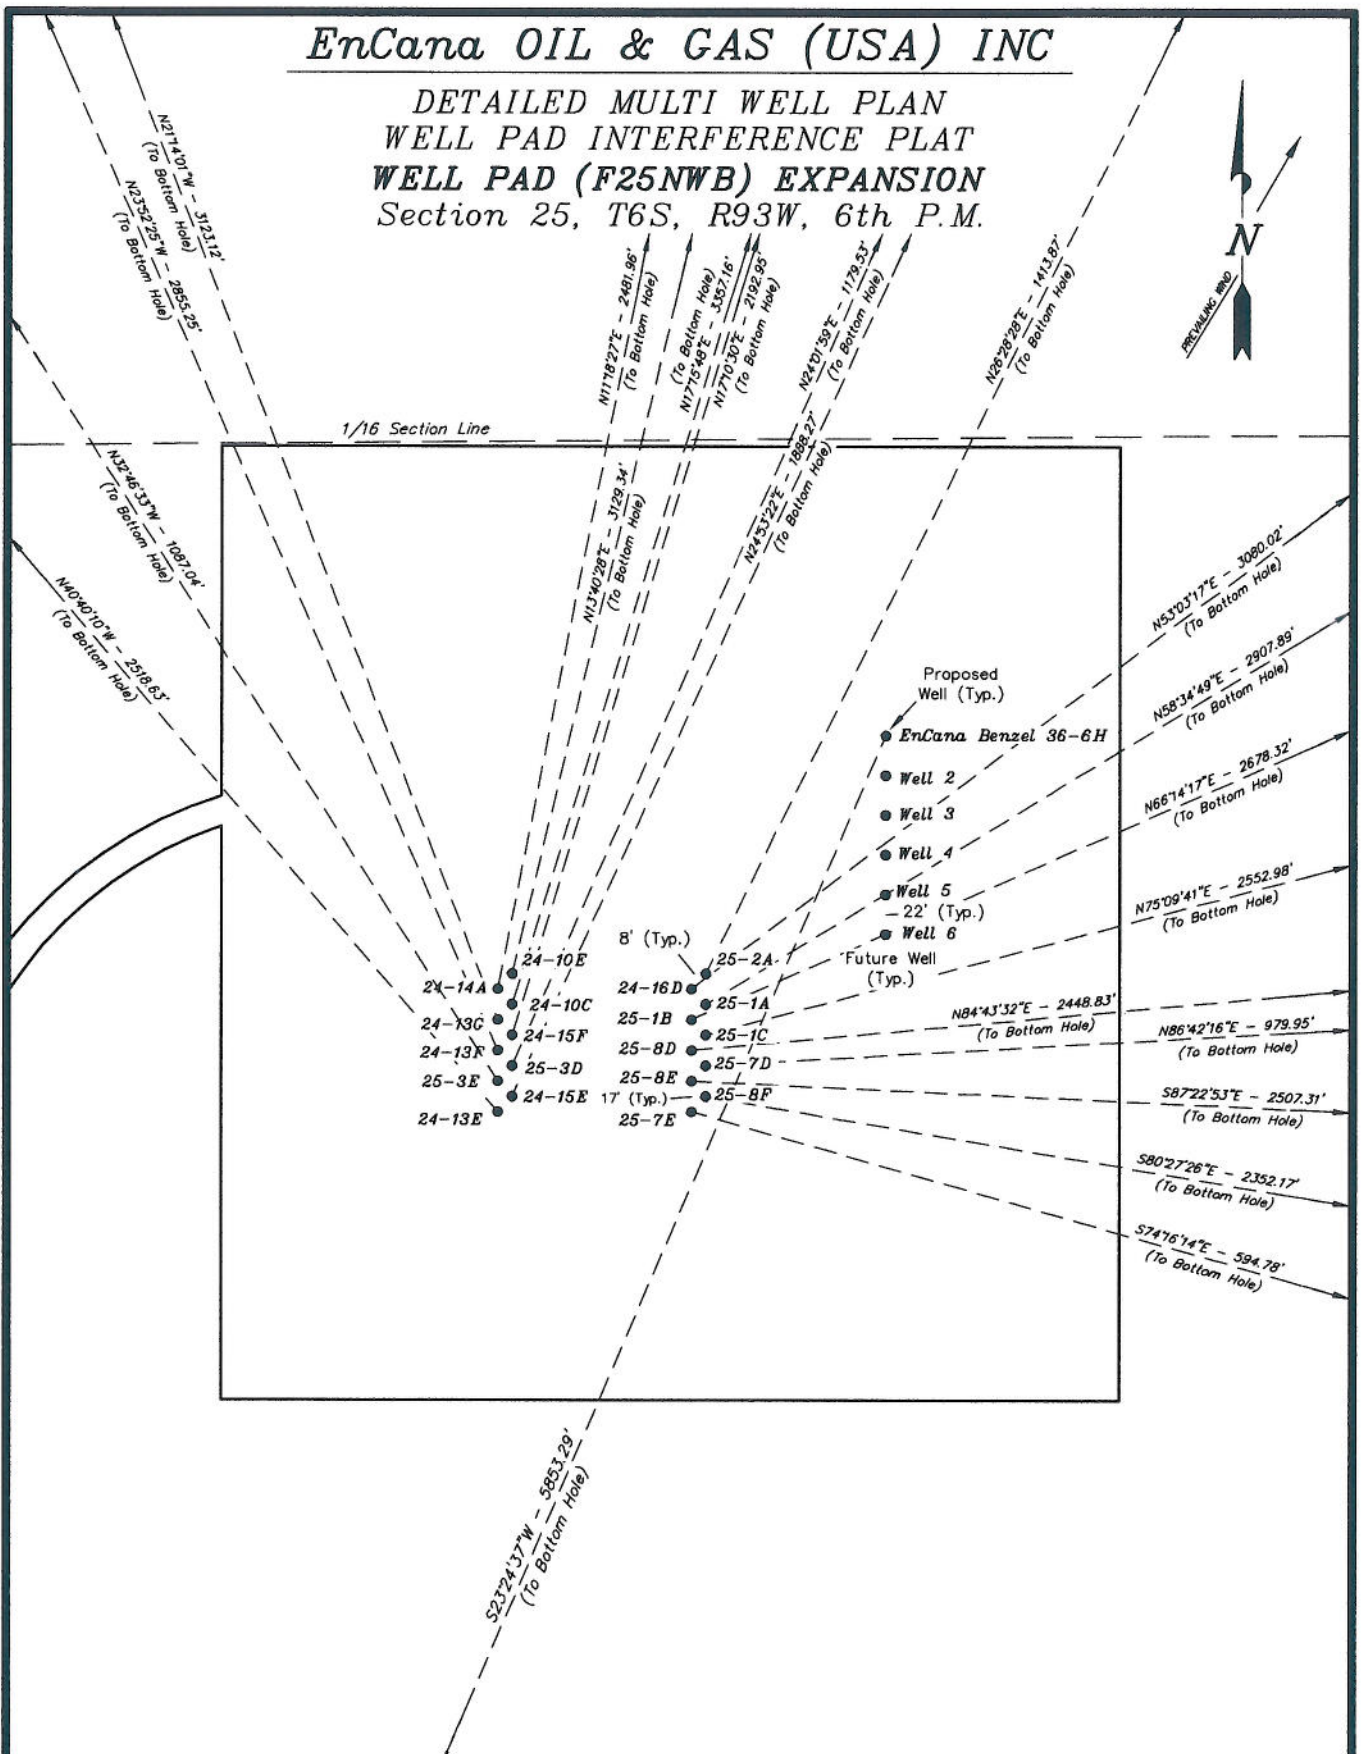 EnCana OIL & GAS (USA) INC
DETAILED MULTI WELL PLAN
WELL PAD INTERFERENCE PLAT
WELL PAD (F25NWB) EXPANSION
Section 25, T6S, R93W, 6th P.M.
N
PREVAILING WIND
N21°14'01"W - 3123.12'
(To Bottom Hole)
N23°52'25"W - 2855.25'
(To Bottom Hole)
N32°46'33"W - 1087.04'
(To Bottom Hole)
N40°40'10"W - 2518.63'
(To Bottom Hole)
N11°18'27"E - 2481.96'
(To Bottom Hole)
N13°40'28"E - 3129.34'
(To Bottom Hole)
(To Bottom Hole)
N17°15'48"E - 3357.16'
N17°10'30"E - 2192.95'
(To Bottom Hole)
N24°01'59"E - 1179.53'
(To Bottom Hole)
N24°53'22"E - 1888.27'
(To Bottom Hole)
N26°28'28"E - 1413.87'
(To Bottom Hole)
1/16 Section Line
N53°03'17"E - 3080.02'
(To Bottom Hole)
N58°34'49"E - 2907.89'
(To Bottom Hole)
N66°14'17"E - 2678.32'
(To Bottom Hole)
N75°09'41"E - 2552.98'
(To Bottom Hole)
N84°43'32"E - 2448.83'
(To Bottom Hole)
N86°42'16"E - 979.95'
(To Bottom Hole)
S87°22'53"E - 2507.31'
(To Bottom Hole)
S80°27'26"E - 2352.17'
(To Bottom Hole)
S74°16'14"E - 594.78'
(To Bottom Hole)
Proposed
Well (Typ.)
EnCana Benzel 36-6H
Well 2
Well 3
Well 4
Well 5
22' (Typ.)
Well 6
Future Well
(Typ.)
8' (Typ.)
24-10E
24-14A
24-10C
24-13C
24-15F
24-13F
25-3D
25-3E
24-15E
24-13E
25-2A
24-16D
25-1A
25-1B
25-1C
25-8D
25-7D
25-8E
17' (Typ.)
25-8F
25-7E
S23°24'37"W - 5853.29'
(To Bottom Hole)